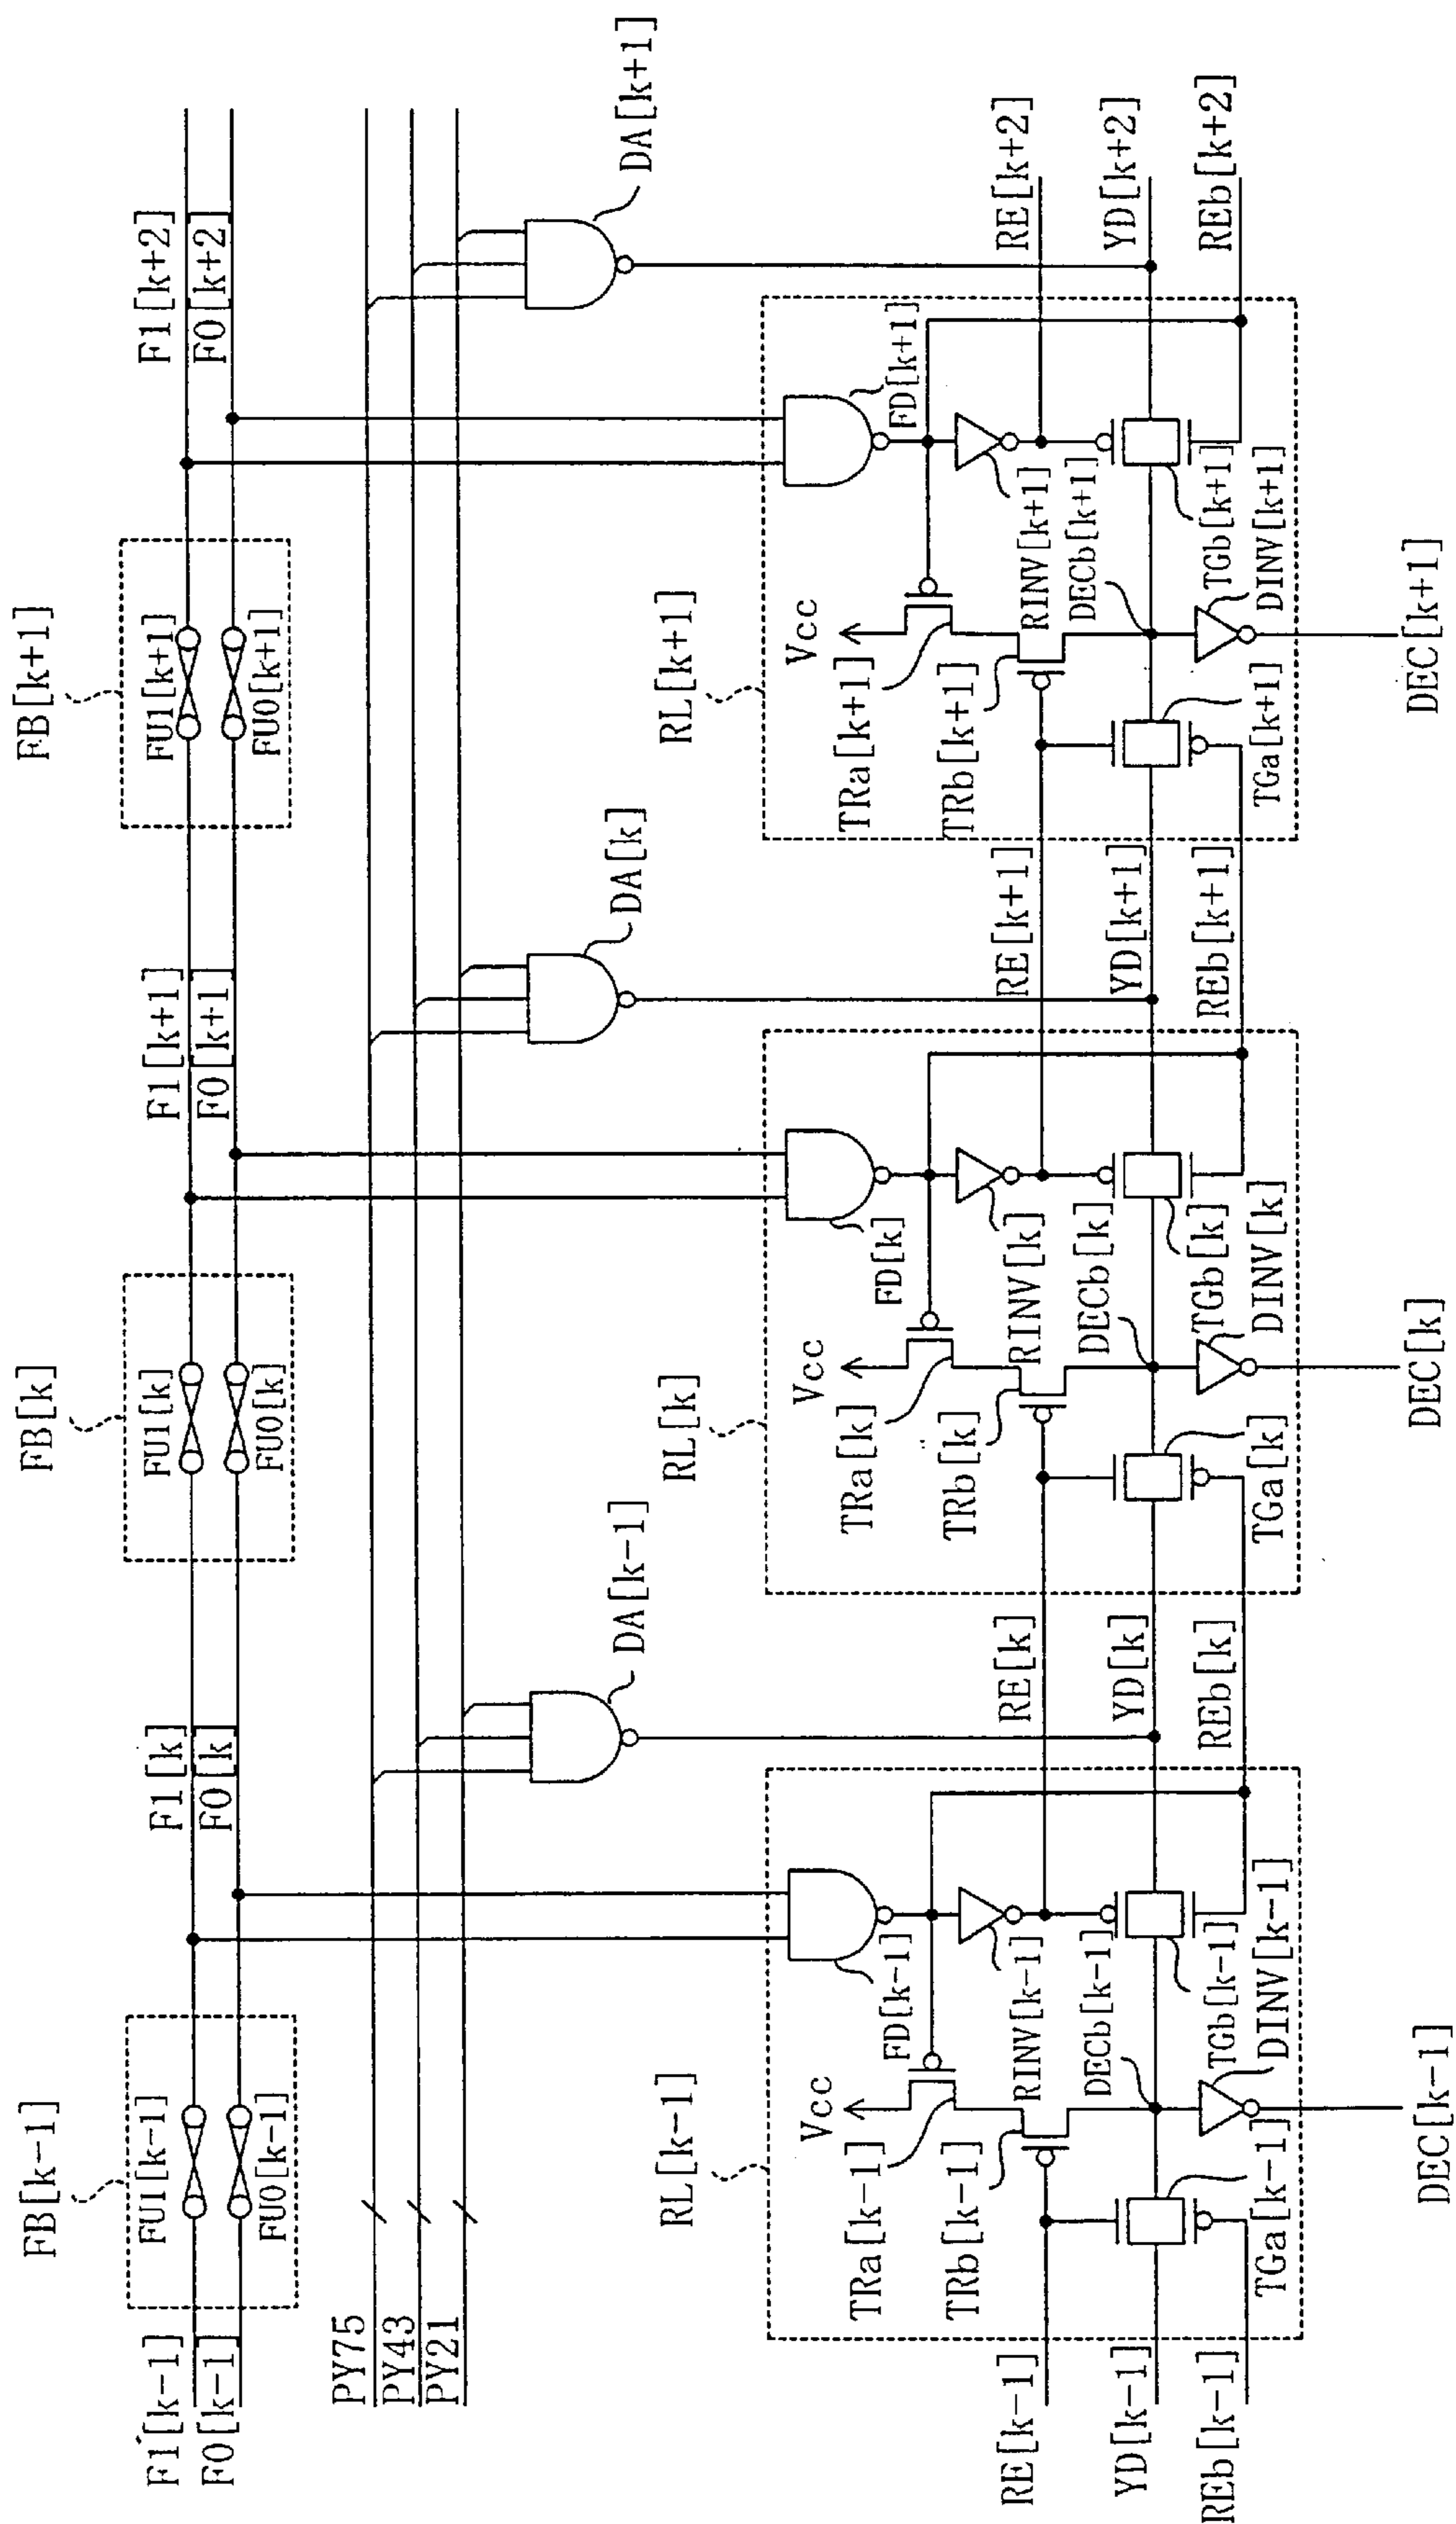 FB[k-1]
FB[k]
FB[k+1]
F1[k-1]
FU1[k-1]
F1[k]
FU1[k]
F1[k+1]
FU1[k+1]
F1[k+2]
F0[k-1]
FU0[k-1]
F0[k]
FU0[k]
F0[k+1]
FU0[k+1]
F0[k+2]
PY75
PY43
PY21
DA[k-1]
DA[k]
DA[k+1]
RL[k-1]
RL[k]
RL[k+1]
Vcc
FD[k-1]
Vcc
FD[k]
Vcc
FD[k+1]
TRa[k-1]
TRa[k]
TRa[k+1]
TRb[k-1]
RINV[k-1]
TRb[k]
RINV[k]
TRb[k+1]
RINV[k+1]
RE[k-1]
RE[k]
RE[k+1]
RE[k+2]
DECb[k-1]
DECb[k]
DECb[k+1]
YD[k-1]
YD[k]
YD[k+1]
YD[k+2]
TGb[k-1]
TGb[k]
TGb[k+1]
REb[k-1]
REb[k]
REb[k+1]
REb[k+2]
TGa[k-1]
DINV[k-1]
TGa[k]
DINV[k]
TGa[k+1]
DINV[k+1]
DEC[k-1]
DEC[k]
DEC[k+1]